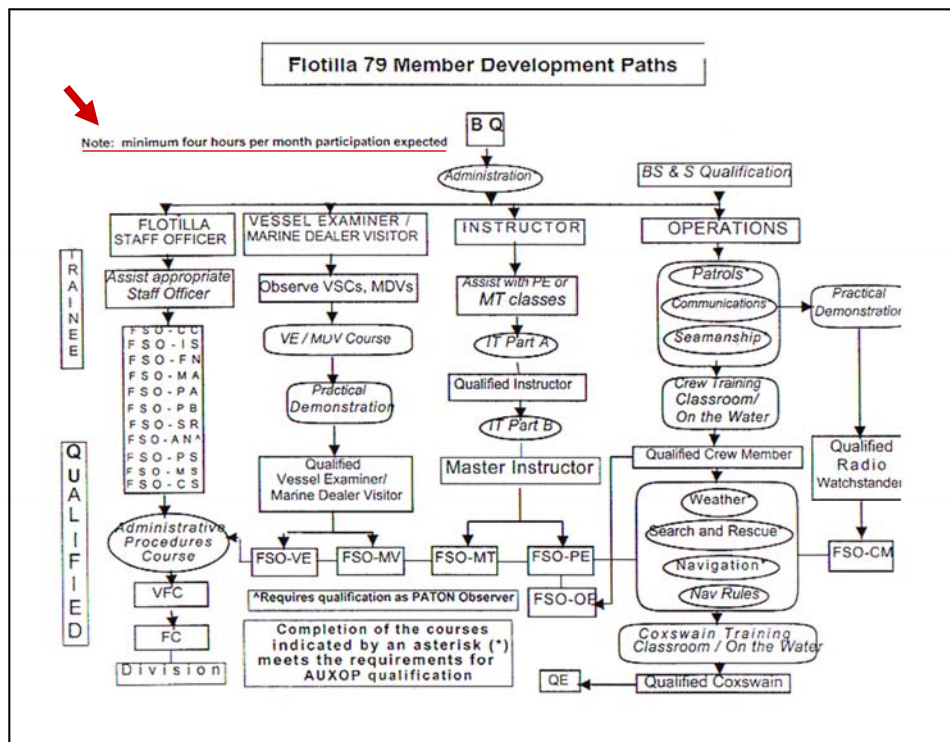 Flotilla 79 Member Development Paths
Note: minimum four hours per month participation expected
B Q
Administration*
BS & S Qualification
TRAINEE
QUALIFIED
FLOTILLA
STAFF OFFICER
Assist appropriate
Staff Officer
FSO-CC
FSO-IS
FSO-FN
FSO-MA
FSO-PA
FSO-PB
FSO-SR
FSO-AN^
FSO-PS
FSO-MS
FSO-CS
Administrative
Procedures
Course
VFC
FC
Division
VESSEL EXAMINER /
MARINE DEALER VISITOR
Observe VSCs, MDVs
VE / MDV Course
Practical
Demonstration
Qualified
Vessel Examiner/
Marine Dealer Visitor
FSO-VE
FSO-MV
INSTRUCTOR
Assist with PE or
MT classes
IT Part A
Qualified Instructor
IT Part B
Master Instructor
FSO-MT
FSO-PE
FSO-OE
OPERATIONS
Patrols*
Communications
Seamanship
Crew Training
Classroom/
On the Water
Qualified Crew Member
Weather*
Search and Rescue*
Navigation*
Nav Rules
Coxswain Training
Classroom / On the Water
Qualified Coxswain
QE
Practical
Demonstration
Qualified
Radio
Watchstander
FSO-CM
^Requires qualification as PATON Observer
Completion of the courses
indicated by an asterisk (*)
meets the requirements for
AUXOP qualification